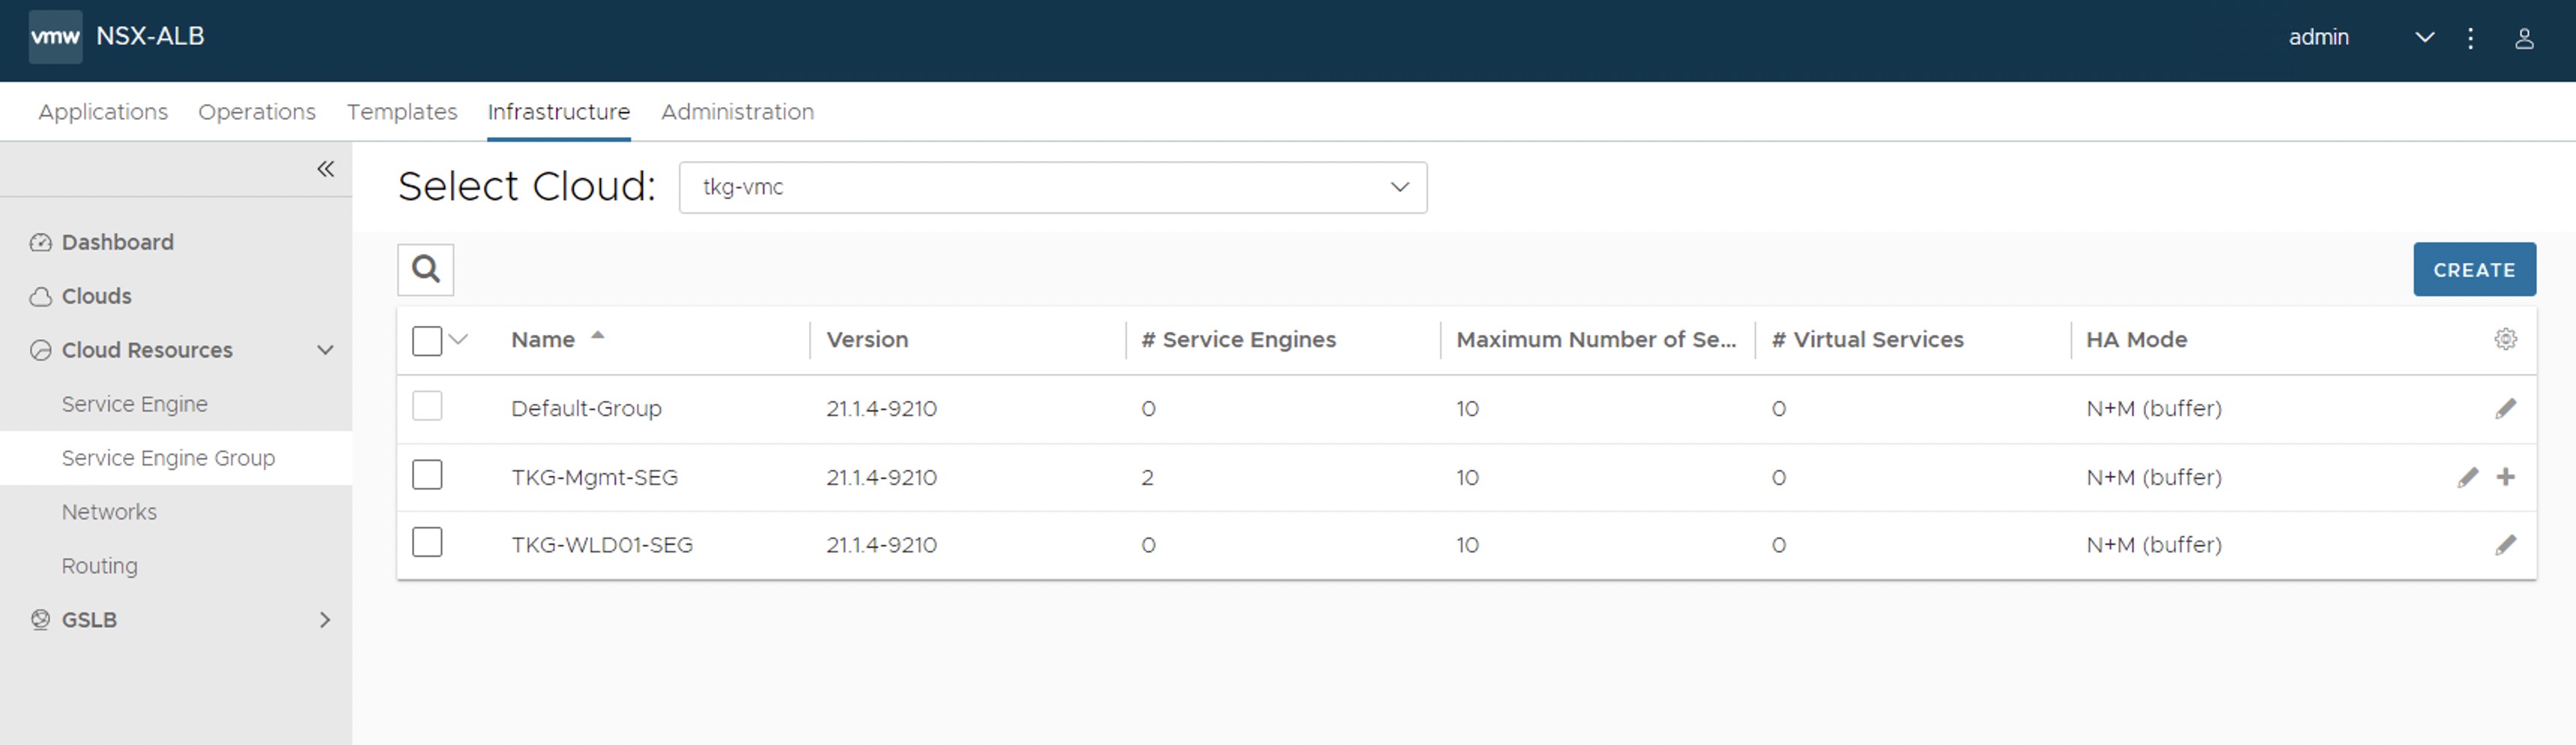 vmw NSX-ALB admin
Applications Operations Templates Infrastructure Administration
Select Cloud: tkg-vmc
Dashboard
Clouds
Cloud Resources
Service Engine
Service Engine Group
Networks
Routing
GSLB
CREATE
Name Version # Service Engines Maximum Number of Se... # Virtual Services HA Mode
Default-Group 21.1.4-9210 0 10 0 N+M (buffer)
TKG-Mgmt-SEG 21.1.4-9210 2 10 0 N+M (buffer)
TKG-WLD01-SEG 21.1.4-9210 0 10 0 N+M (buffer)